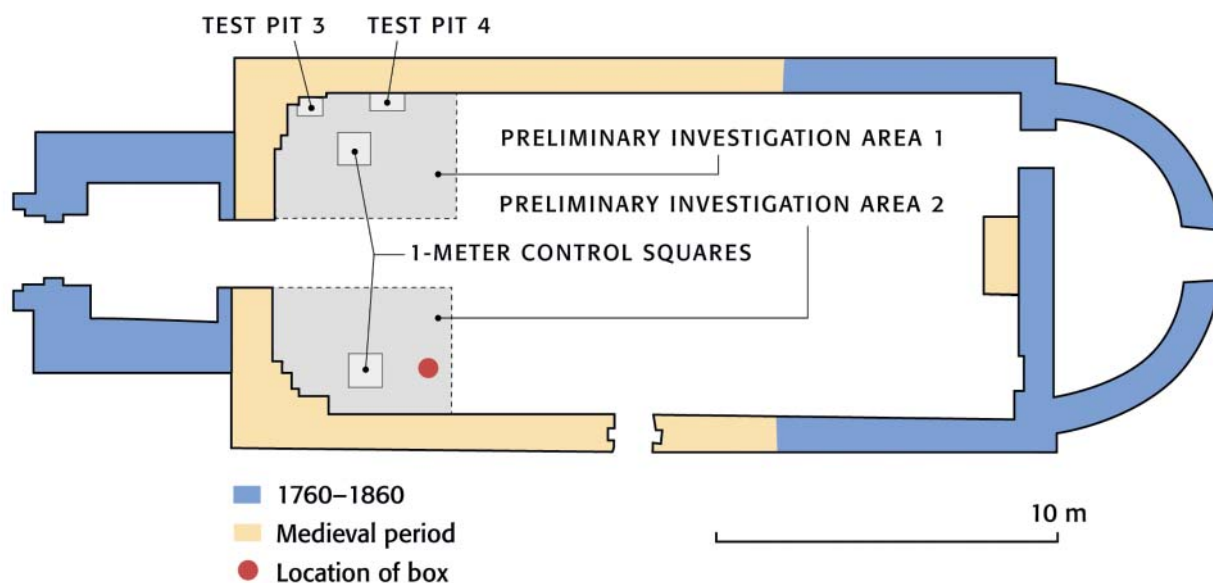 TEST PIT 3
TEST PIT 4
PRELIMINARY INVESTIGATION AREA 1
PRELIMINARY INVESTIGATION AREA 2
1-METER CONTROL SQUARES
1760–1860
Medieval period
Location of box
10 m